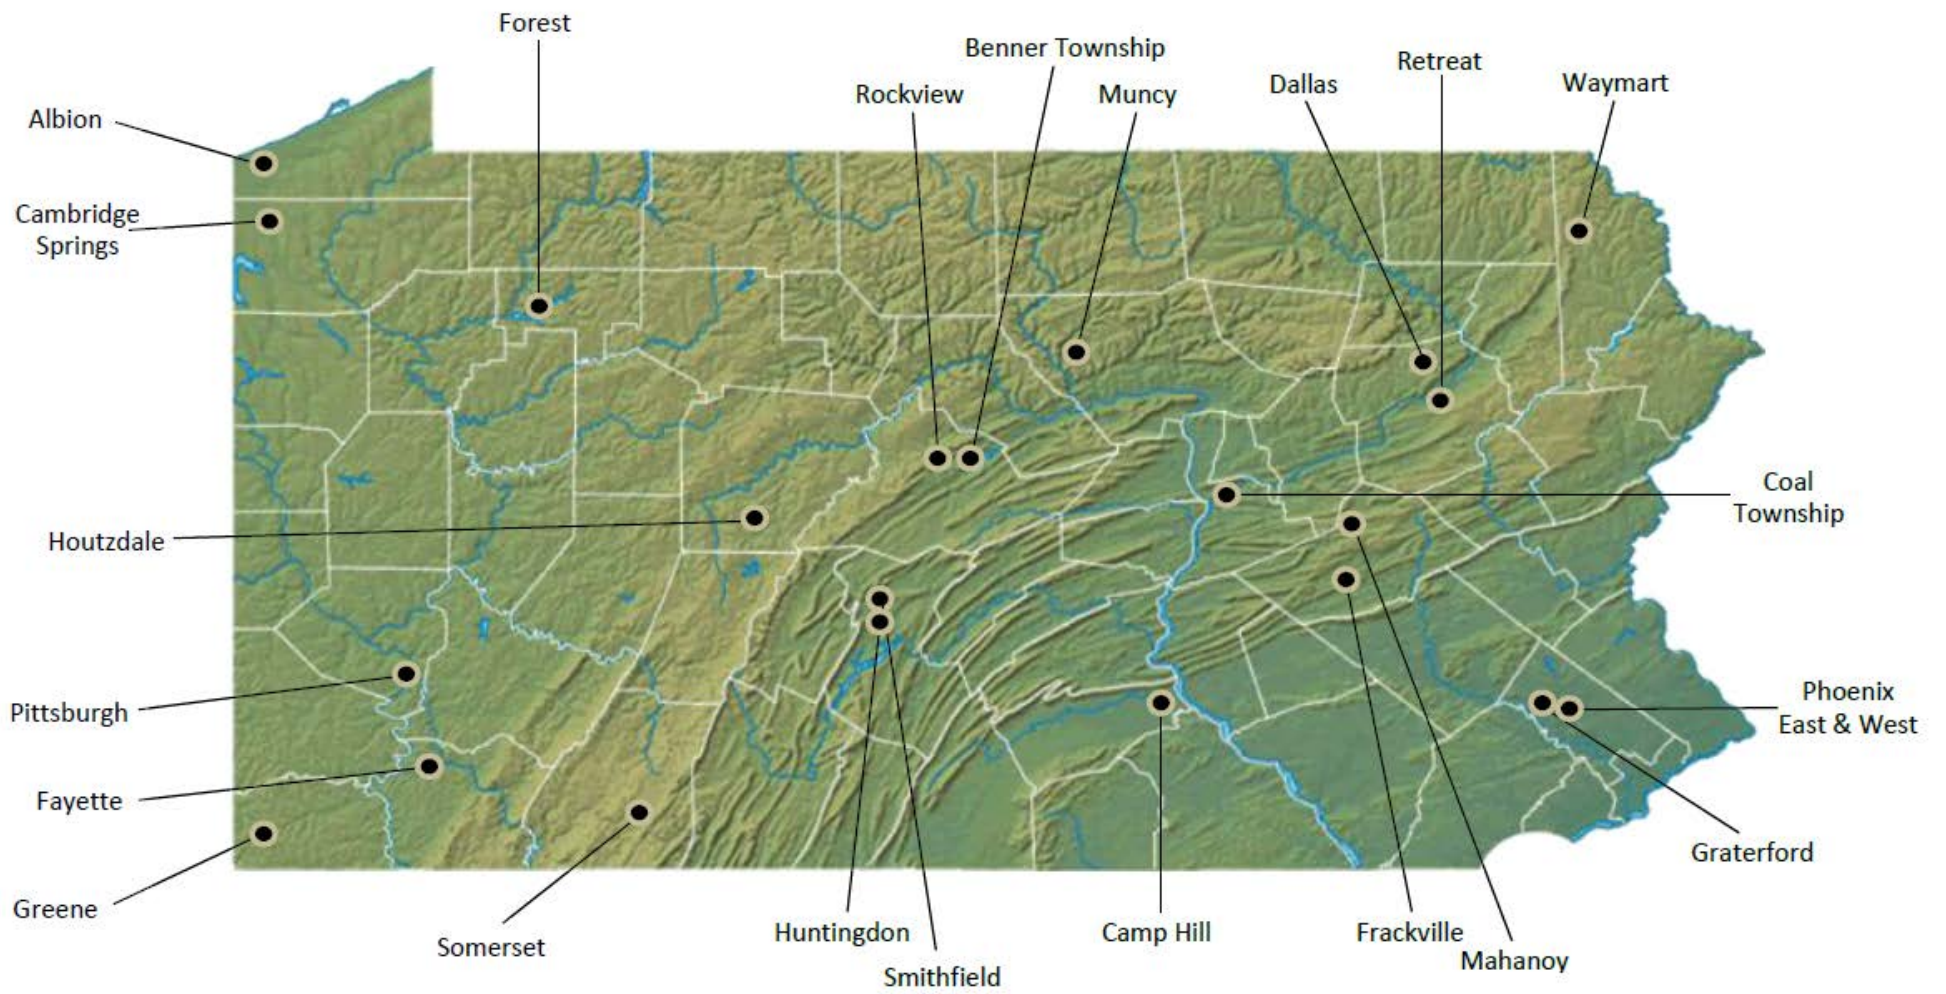 Forest
Benner Township
Retreat
Rockview
Muncy
Dallas
Waymart
Albion
Cambridge
Springs
Coal
Township
Houtzdale
Pittsburgh
Phoenix
East & West
Fayette
Graterford
Greene
Somerset
Huntingdon
Camp Hill
Frackville
Mahanoy
Smithfield